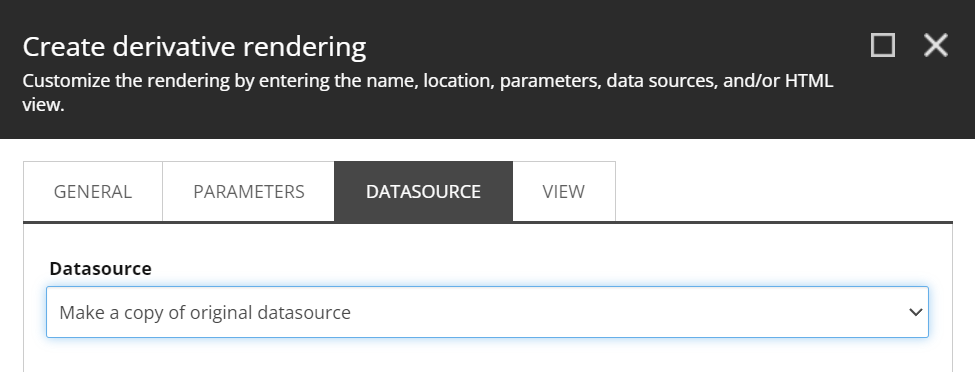 Create derivative rendering
Customize the rendering by entering the name, location, parameters, data sources, and/or HTML
view.
GENERAL PARAMETERS DATASOURCE VIEW
Datasource
Make a copy of original datasource